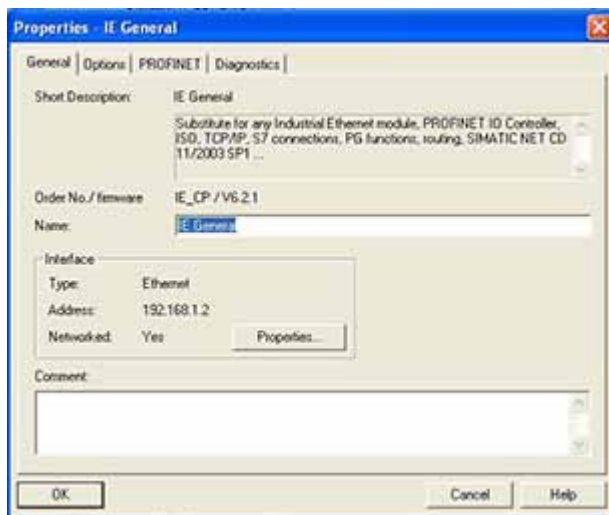 Properties - IE General
General Options PROFINET Diagnostics
Short Description: IE General
Substitute for any Industrial Ethernet module, PROFINET IO Controller,
ISO, TCP/IP, S7 connections, PG functions, routing, SIMATIC NET CD
11/2003 SP1 ...
Order No./ firmware IE_CP / V6.2.1
Name: IE General
Interface
Type: Ethernet
Address: 192.168.1.2
Networked: Yes Properties...
Comment:
OK Cancel Help